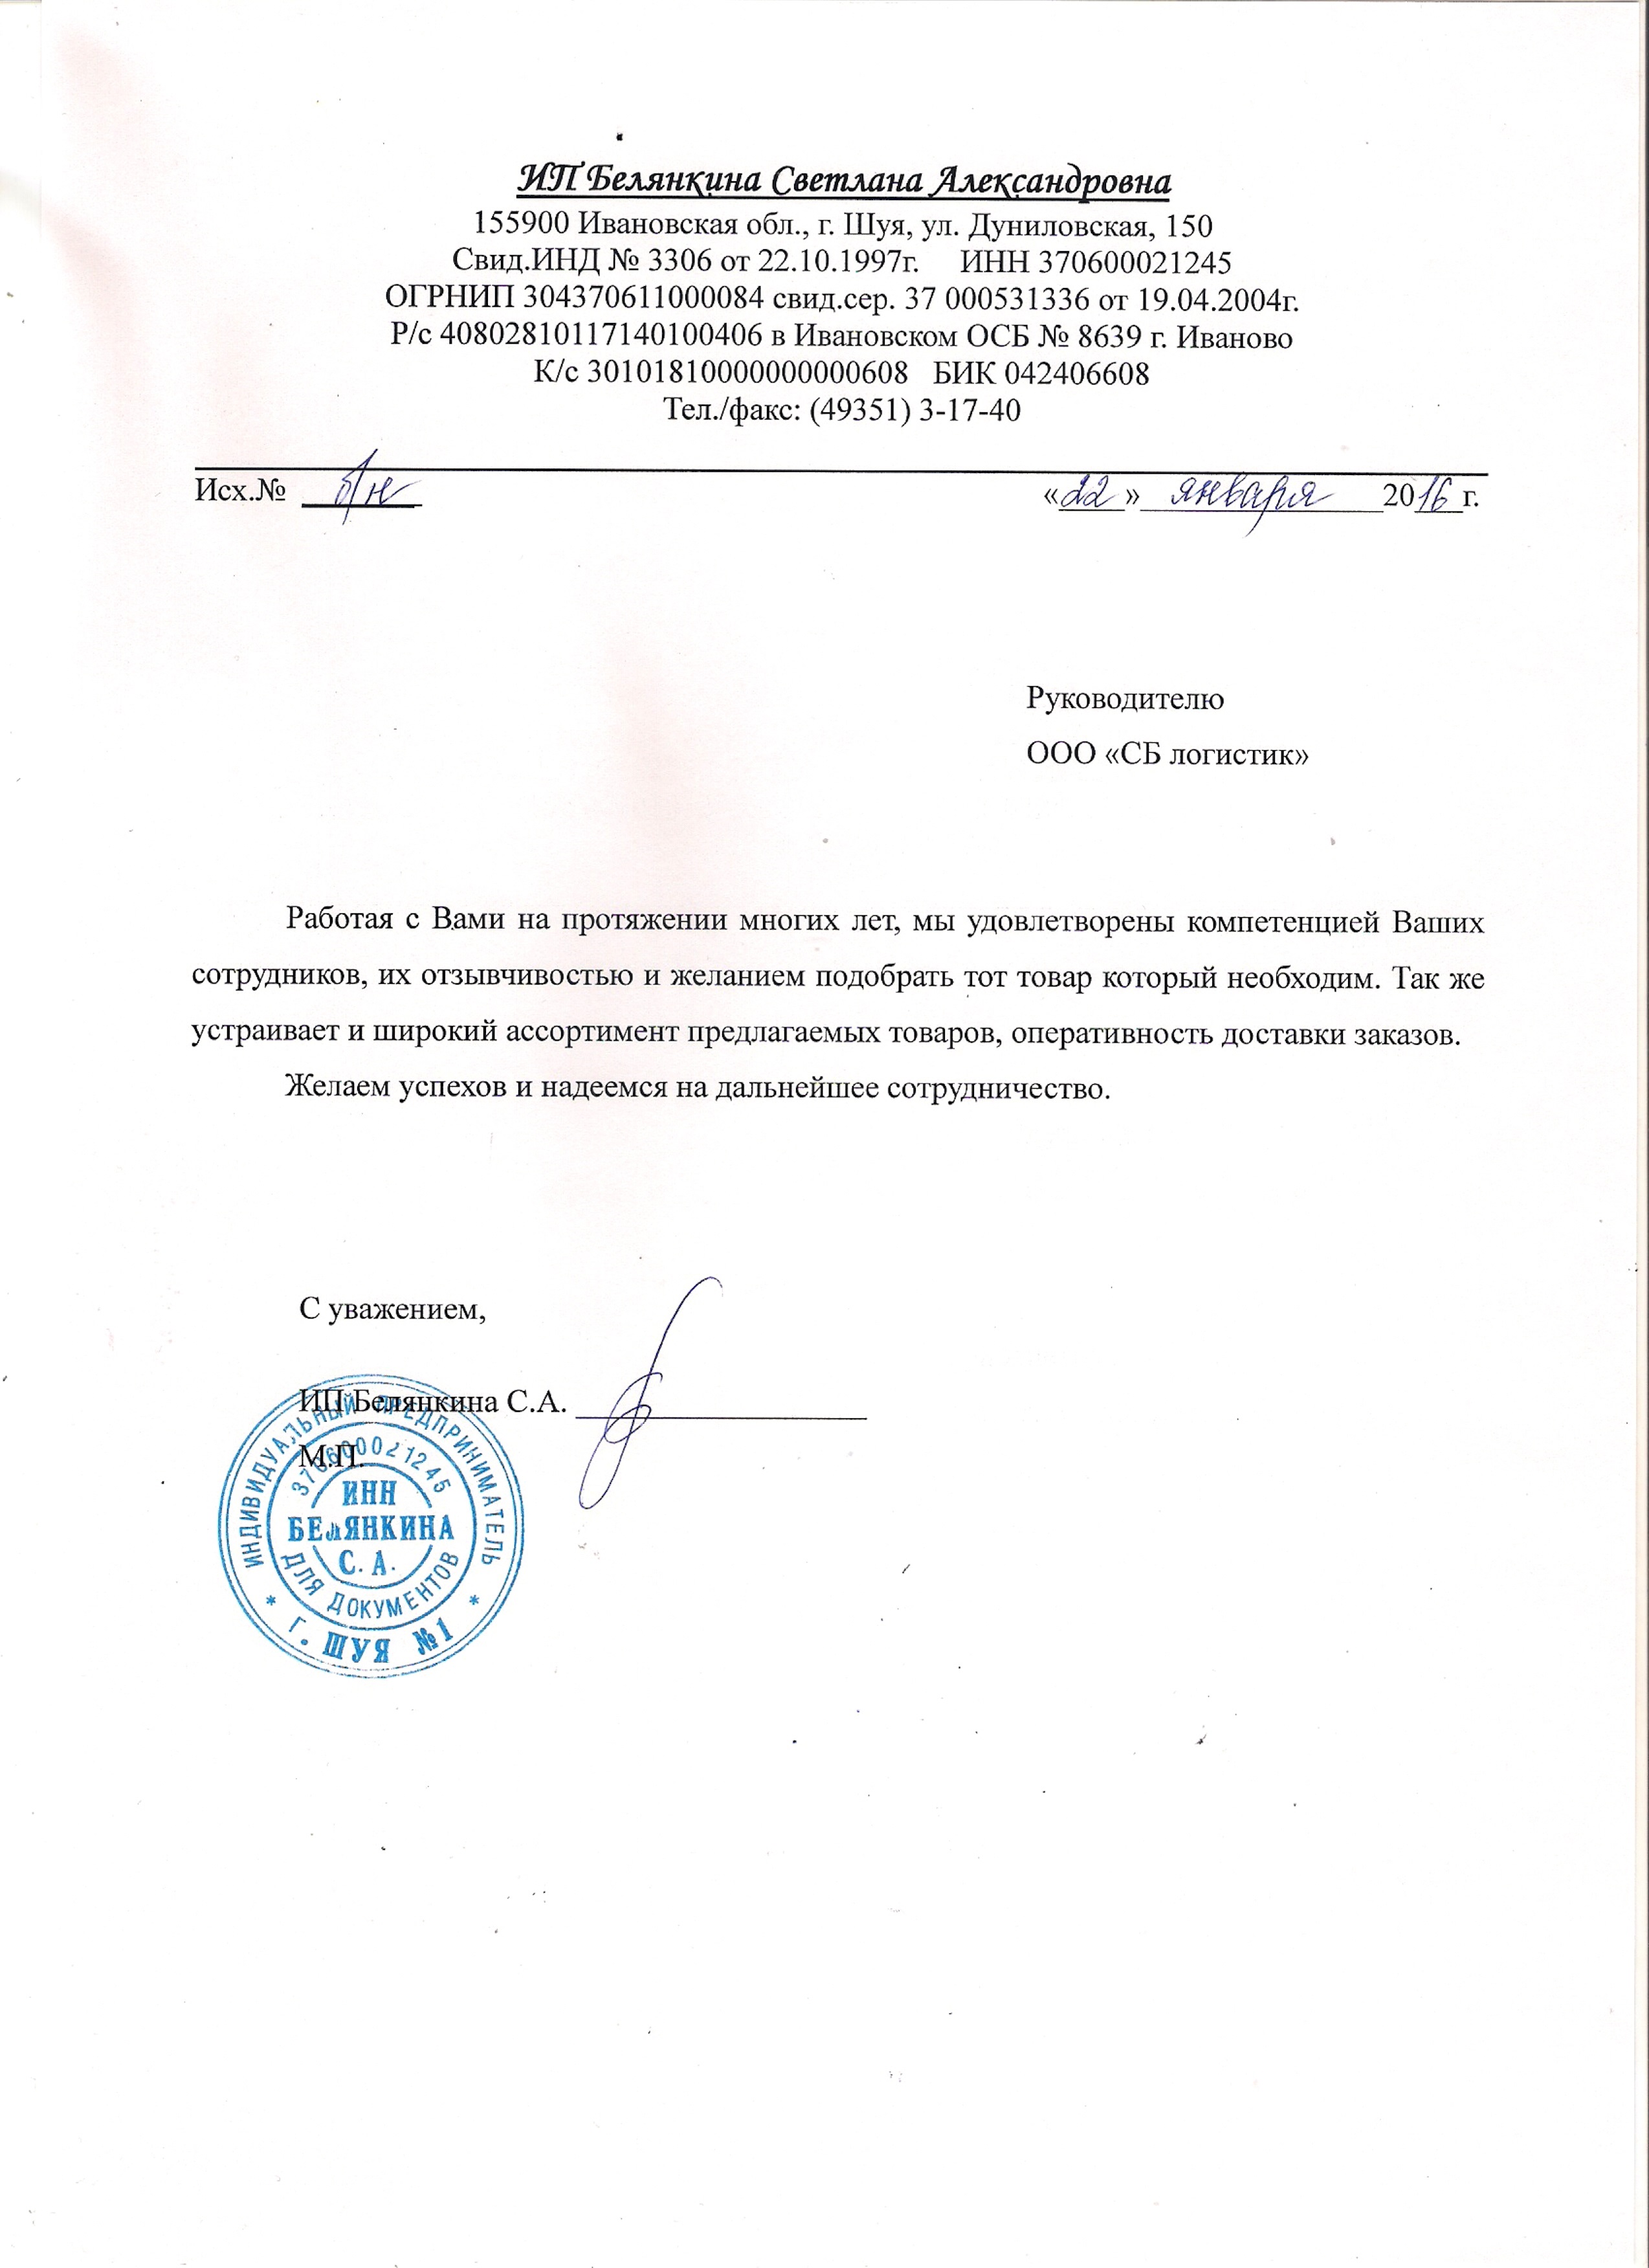 ИП Белянкина Светлана Александровна
155900 Ивановская обл., г. Шуя, ул. Дуниловская, 150
Свид.ИНД № 3306 от 22.10.1997г. ИНН 370600021245
ОГРНИП 304370611000084 свид.сер. 37 000531336 от 19.04.2004г.
Р/с 40802810117140100406 в Ивановском ОСБ № 8639 г. Иваново
К/с 30101810000000000608 БИК 042406608
Тел./факс: (49351) 3-17-40
Исх.№ б/н «22» января 2016 г.
Руководителю
ООО «СБ логистик»
Работая с Вами на протяжении многих лет, мы удовлетворены компетенцией Ваших
сотрудников, их отзывчивостью и желанием подобрать тот товар который необходим. Так же
устраивает и широкий ассортимент предлагаемых товаров, оперативность доставки заказов.
Желаем успехов и надеемся на дальнейшее сотрудничество.
С уважением,
ИП Белянкина С.А.
М.П.
ИНДИВИДУАЛЬНЫЙ ПРЕДПРИНИМАТЕЛЬ
370600021245
ИНН
БЕЛЯНКИНА
С. А.
ДЛЯ ДОКУМЕНТОВ
* г. ШУЯ №1 *